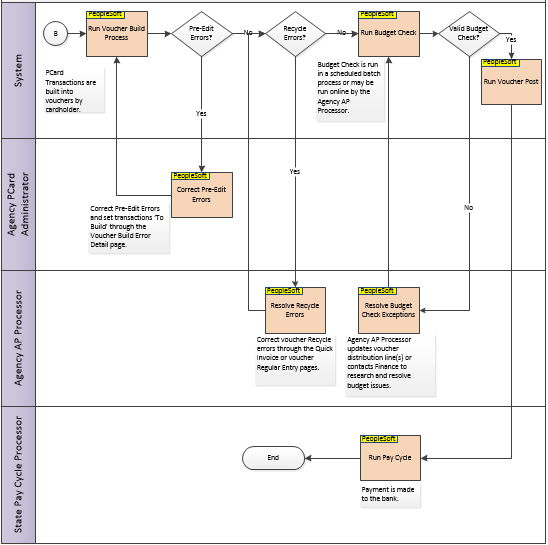 System
B
PeopleSoft
Run Voucher Build
Process
PCard
Transactions are
built into
vouchers by
cardholder.
Pre-Edit
Errors?
No
Yes
Recycle
Errors?
No
Yes
PeopleSoft
Run Budget Check
Budget Check is run
in a scheduled batch
process or may be
run online by the
Agency AP
Processor.
Valid Budget
Check?
Yes
No
PeopleSoft
Run Voucher Post
Agency PCard
Administrator
PeopleSoft
Correct Pre-Edit
Errors
Correct Pre-Edit Errors
and set transactions 'To
Build' through the
Voucher Build Error
Detail page.
Agency AP Processor
PeopleSoft
Resolve Recycle
Errors
Correct voucher Recycle
errors through the Quick
Invoice or voucher
Regular Entry pages.
PeopleSoft
Resolve Budget
Check Exceptions
Agency AP Processor
updates voucher
distribution line(s) or
contacts Finance to
research and resolve
budget issues.
State Pay Cycle Processor
End
PeopleSoft
Run Pay Cycle
Payment is made
to the bank.